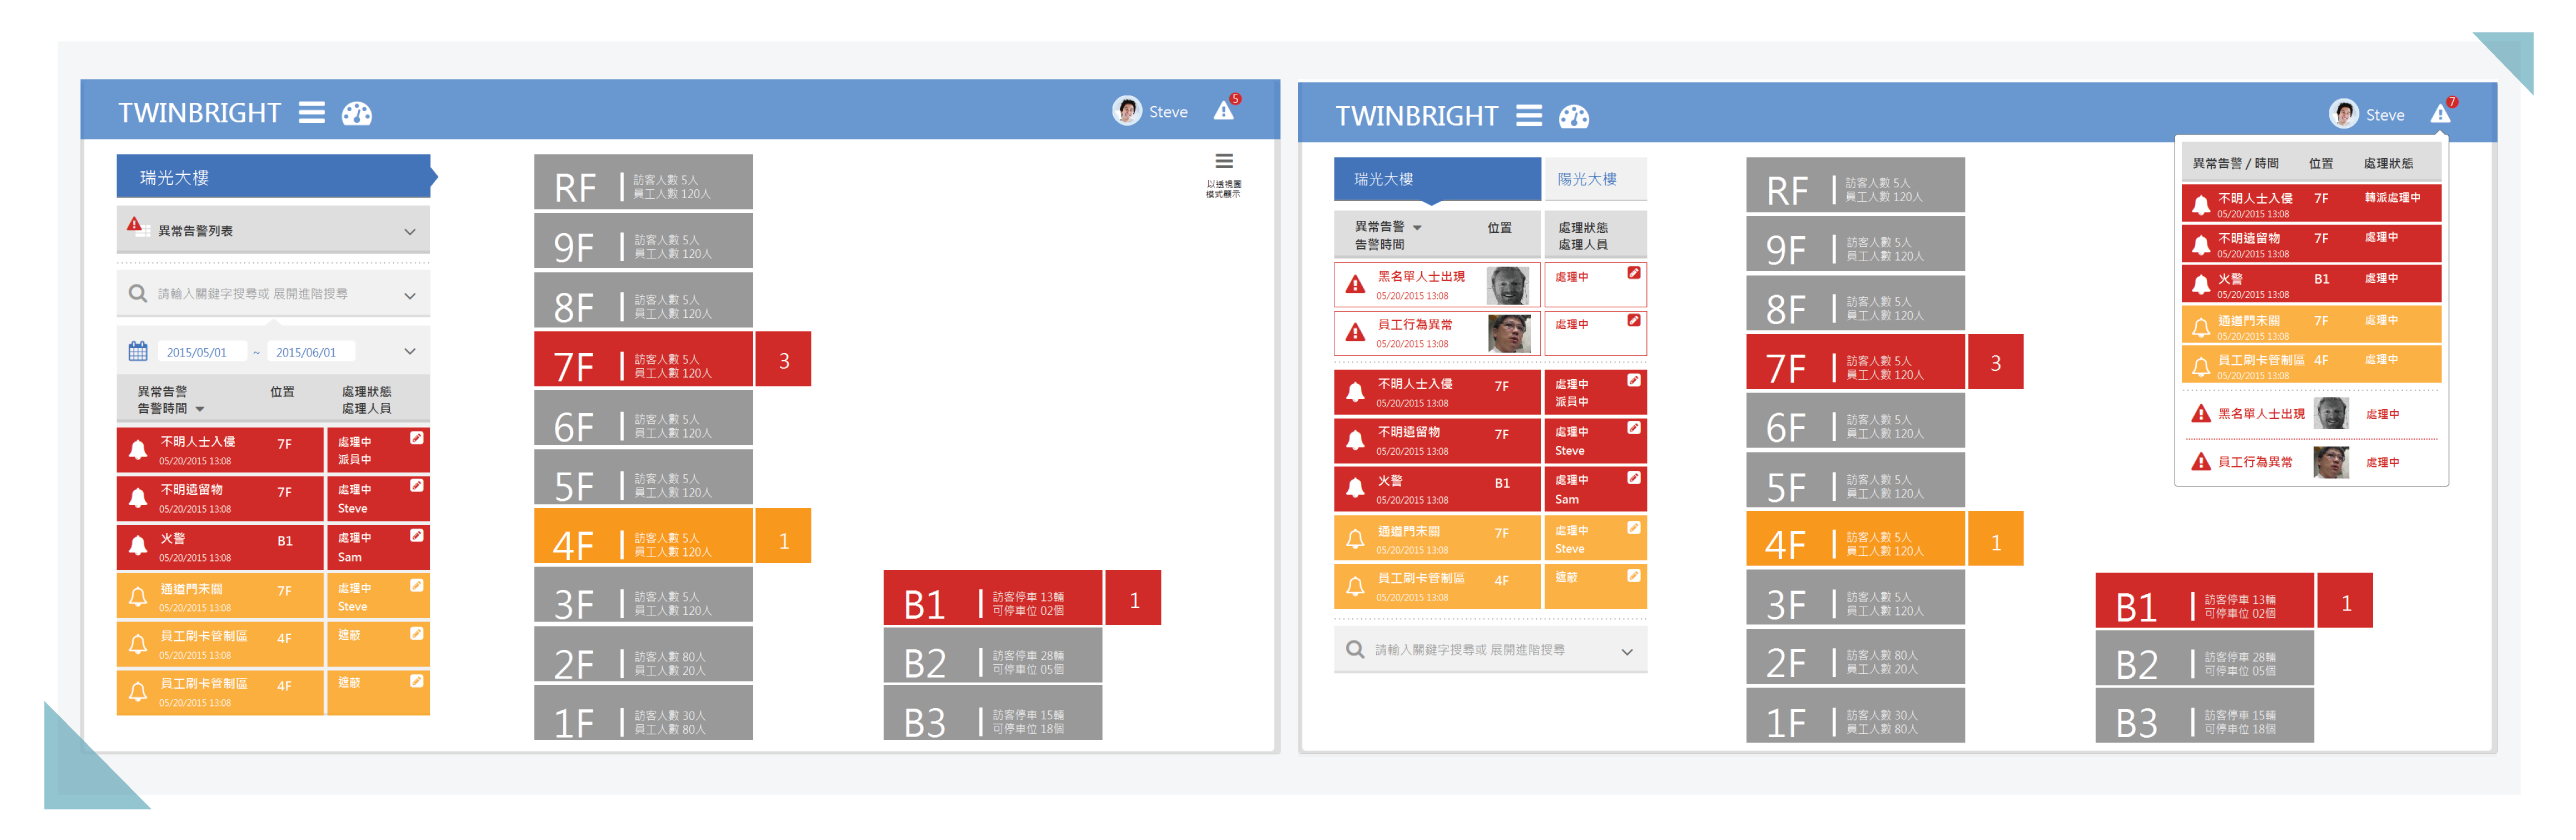 TWINBRIGHT
Steve
5
瑞光大樓
異常告警列表
請輸入關鍵字搜尋或 展開進階搜尋
2015/05/01 ~ 2015/06/01
異常告警
告警時間
位置
處理狀態
處理人員
不明人士入侵
05/20/2015 13:08
7F
處理中
派員中
不明遺留物
05/20/2015 13:08
7F
處理中
Steve
火警
05/20/2015 13:08
B1
處理中
Sam
通道門未關
05/20/2015 13:08
7F
處理中
Steve
員工刷卡管制區
05/20/2015 13:08
4F
遮蔽
員工刷卡管制區
05/20/2015 13:08
4F
遮蔽
RF
訪客人數 5人
員工人數 120人
9F
訪客人數 5人
員工人數 120人
8F
訪客人數 5人
員工人數 120人
7F
訪客人數 5人
員工人數 120人
3
6F
訪客人數 5人
員工人數 120人
5F
訪客人數 5人
員工人數 120人
4F
訪客人數 5人
員工人數 120人
1
3F
訪客人數 5人
員工人數 120人
2F
訪客人數 80人
員工人數 20人
1F
訪客人數 30人
員工人數 80人
B1
訪客停車 13輛
可停車位 02個
1
B2
訪客停車 28輛
可停車位 05個
B3
訪客停車 15輛
可停車位 18個
以透視圖
模式顯示
TWINBRIGHT
Steve
7
瑞光大樓
陽光大樓
異常告警
告警時間
位置
處理狀態
處理人員
黑名單人士出現
05/20/2015 13:08
處理中
員工行為異常
05/20/2015 13:08
處理中
不明人士入侵
05/20/2015 13:08
7F
處理中
派員中
不明遺留物
05/20/2015 13:08
7F
處理中
Steve
火警
05/20/2015 13:08
B1
處理中
Sam
通道門未關
05/20/2015 13:08
7F
處理中
Steve
員工刷卡管制區
05/20/2015 13:08
4F
遮蔽
請輸入關鍵字搜尋或 展開進階搜尋
RF
訪客人數 5人
員工人數 120人
9F
訪客人數 5人
員工人數 120人
8F
訪客人數 5人
員工人數 120人
7F
訪客人數 5人
員工人數 120人
3
6F
訪客人數 5人
員工人數 120人
5F
訪客人數 5人
員工人數 120人
4F
訪客人數 5人
員工人數 120人
1
3F
訪客人數 5人
員工人數 120人
2F
訪客人數 80人
員工人數 20人
1F
訪客人數 30人
員工人數 80人
B1
訪客停車 13輛
可停車位 02個
1
B2
訪客停車 28輛
可停車位 05個
B3
訪客停車 15輛
可停車位 18個
異常告警 / 時間
位置
處理狀態
不明人士入侵
05/20/2015 13:08
7F
轉派處理中
不明遺留物
05/20/2015 13:08
7F
處理中
火警
05/20/2015 13:08
B1
處理中
通道門未關
05/20/2015 13:08
7F
處理中
員工刷卡管制區
05/20/2015 13:08
4F
處理中
黑名單人士出現
處理中
員工行為異常
處理中